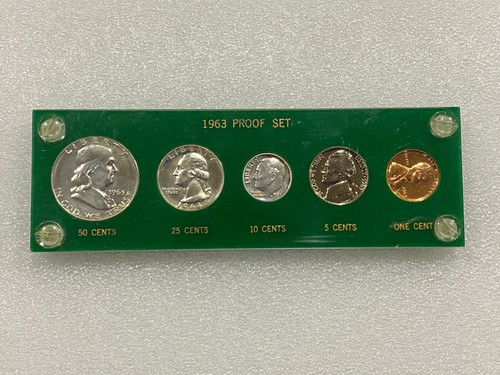 1963 PROOF SET
LIBERTY
IN GOD WE TRUST
1963
LIBERTY
LIBERTY
50 CENTS
25 CENTS
10 CENTS
5 CENTS
ONE CENT